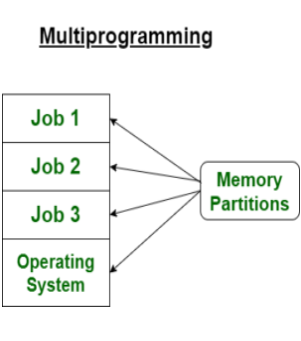 Multiprogramming
Job 1
Job 2
Job 3
Operating
System
Memory
Partitions